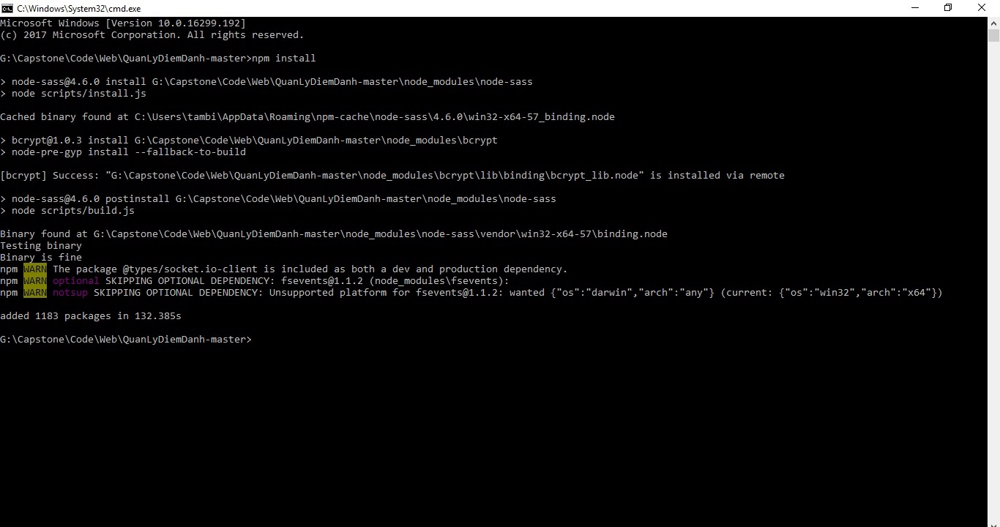 C:\Windows\System32\cmd.exe
Microsoft Windows [Version 10.0.16299.192]
(c) 2017 Microsoft Corporation. All rights reserved.
G:\Capstone\Code\Web\QuanLyDiemDanh-master>npm install
> node-sass@4.6.0 install G:\Capstone\Code\Web\QuanLyDiemDanh-master\node_modules\node-sass
> node scripts/install.js
Cached binary found at C:\Users\tambi\AppData\Roaming\npm-cache\node-sass\4.6.0\win32-x64-57_binding.node
> bcrypt@1.0.3 install G:\Capstone\Code\Web\QuanLyDiemDanh-master\node_modules\bcrypt
> node-pre-gyp install --fallback-to-build
[bcrypt] Success: "G:\Capstone\Code\Web\QuanLyDiemDanh-master\node_modules\bcrypt\lib\binding\bcrypt_lib.node" is installed via remote
> node-sass@4.6.0 postinstall G:\Capstone\Code\Web\QuanLyDiemDanh-master\node_modules\node-sass
> node scripts/build.js
Binary found at G:\Capstone\Code\Web\QuanLyDiemDanh-master\node_modules\node-sass\vendor\win32-x64-57\binding.node
Testing binary
Binary is fine
npm WARN The package @types/socket.io-client is included as both a dev and production dependency.
npm WARN optional SKIPPING OPTIONAL DEPENDENCY: fsevents@1.1.2 (node_modules\fsevents):
npm WARN notsup SKIPPING OPTIONAL DEPENDENCY: Unsupported platform for fsevents@1.1.2: wanted {"os":"darwin","arch":"any"} (current: {"os":"win32","arch":"x64"})
added 1183 packages in 132.385s
G:\Capstone\Code\Web\QuanLyDiemDanh-master>